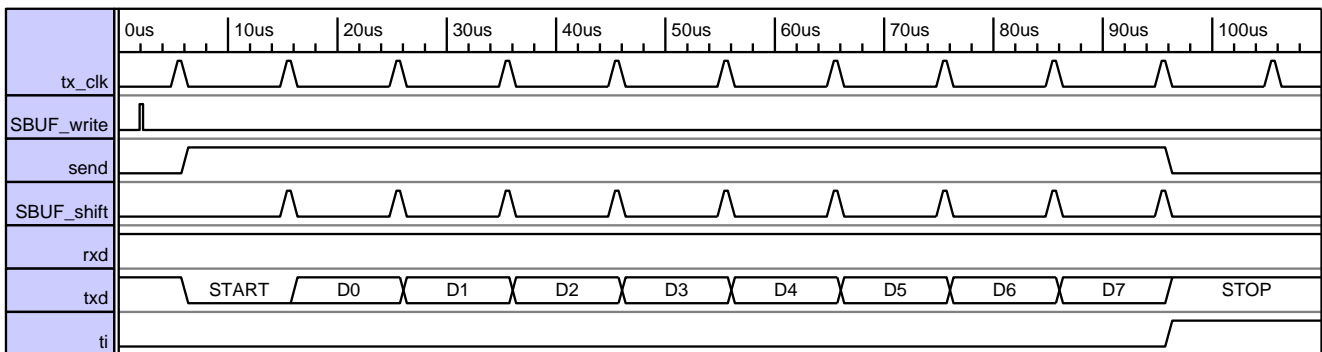 0us 10us 20us 30us 40us 50us 60us 70us 80us 90us 100us
tx_clk
SBUF_write
send
SBUF_shift
rxd
txd START D0 D1 D2 D3 D4 D5 D6 D7 STOP
ti